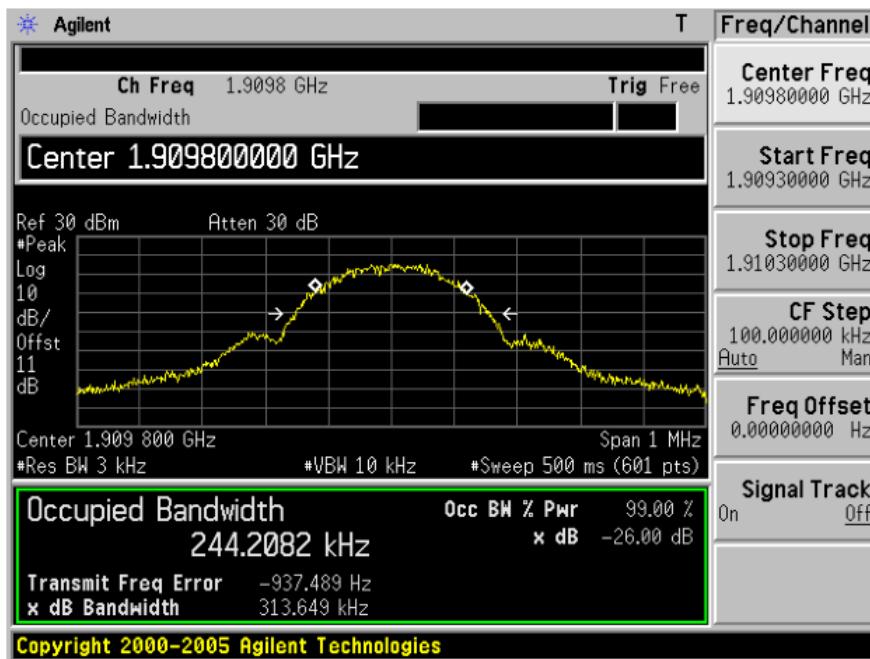 Agilent T
Ch Freq 1.9098 GHz Trig Free
Occupied Bandwidth
Center 1.909800000 GHz
Ref 30 dBm Atten 30 dB
#Peak
Log
10
dB/
Offst
11
dB
Center 1.909 800 GHz Span 1 MHz
#Res BW 3 kHz #VBW 10 kHz #Sweep 500 ms (601 pts)
Occupied Bandwidth
244.2082 kHz
Occ BW % Pwr 99.00 %
x dB -26.00 dB
Transmit Freq Error -937.489 Hz
x dB Bandwidth 313.649 kHz
Copyright 2000-2005 Agilent Technologies
Freq/Channel
Center Freq
1.90980000 GHz
Start Freq
1.90930000 GHz
Stop Freq
1.91030000 GHz
CF Step
100.000000 kHz
Auto Man
Freq Offset
0.00000000 Hz
Signal Track
On Off